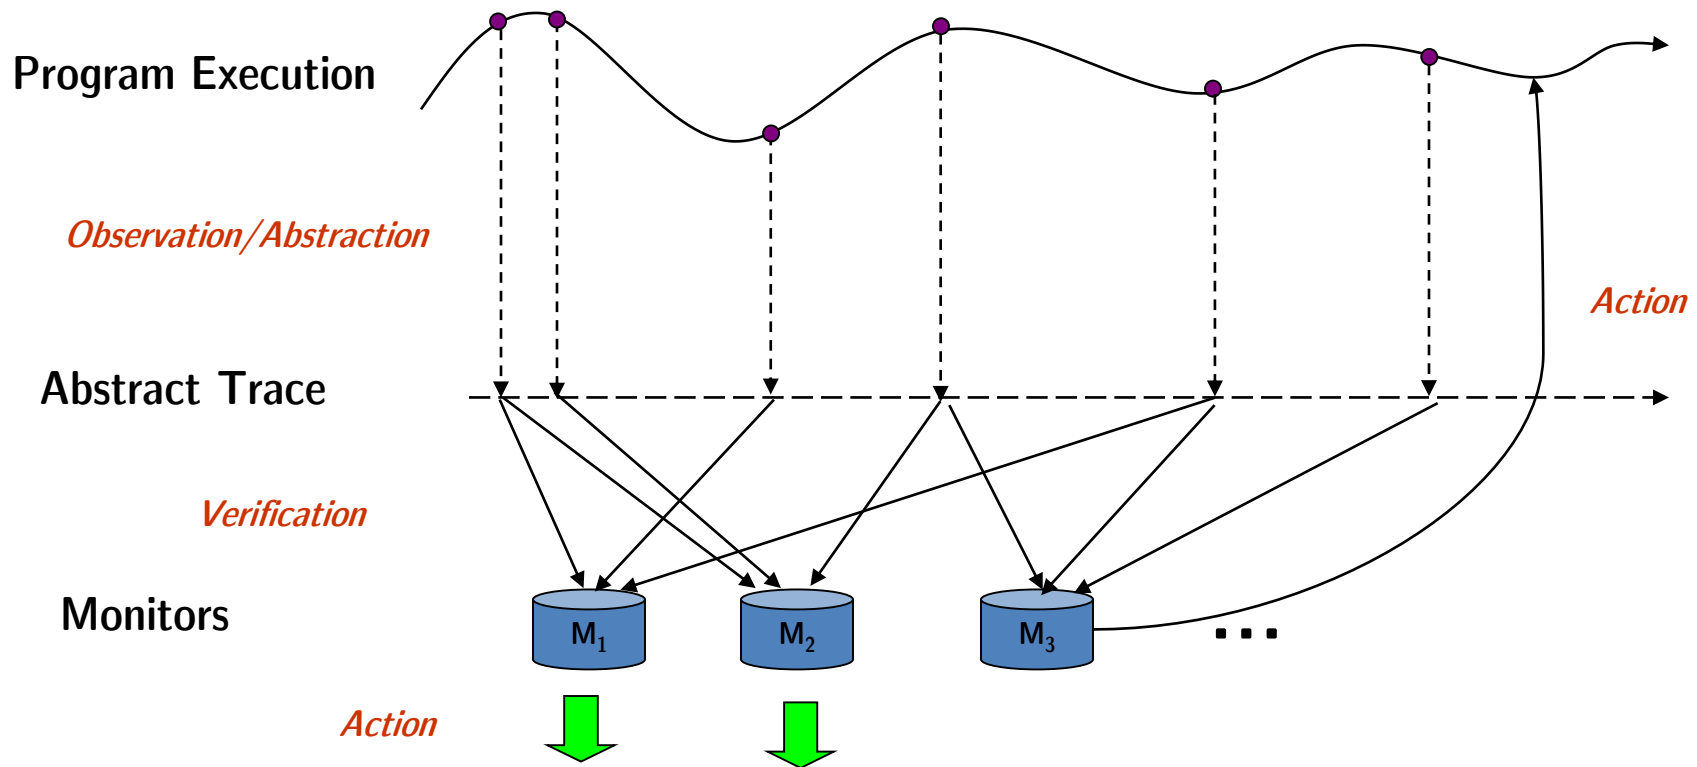 Program Execution
Observation/Abstraction
Action
Abstract Trace
Verification
Monitors
M1
M2
M3
...
Action